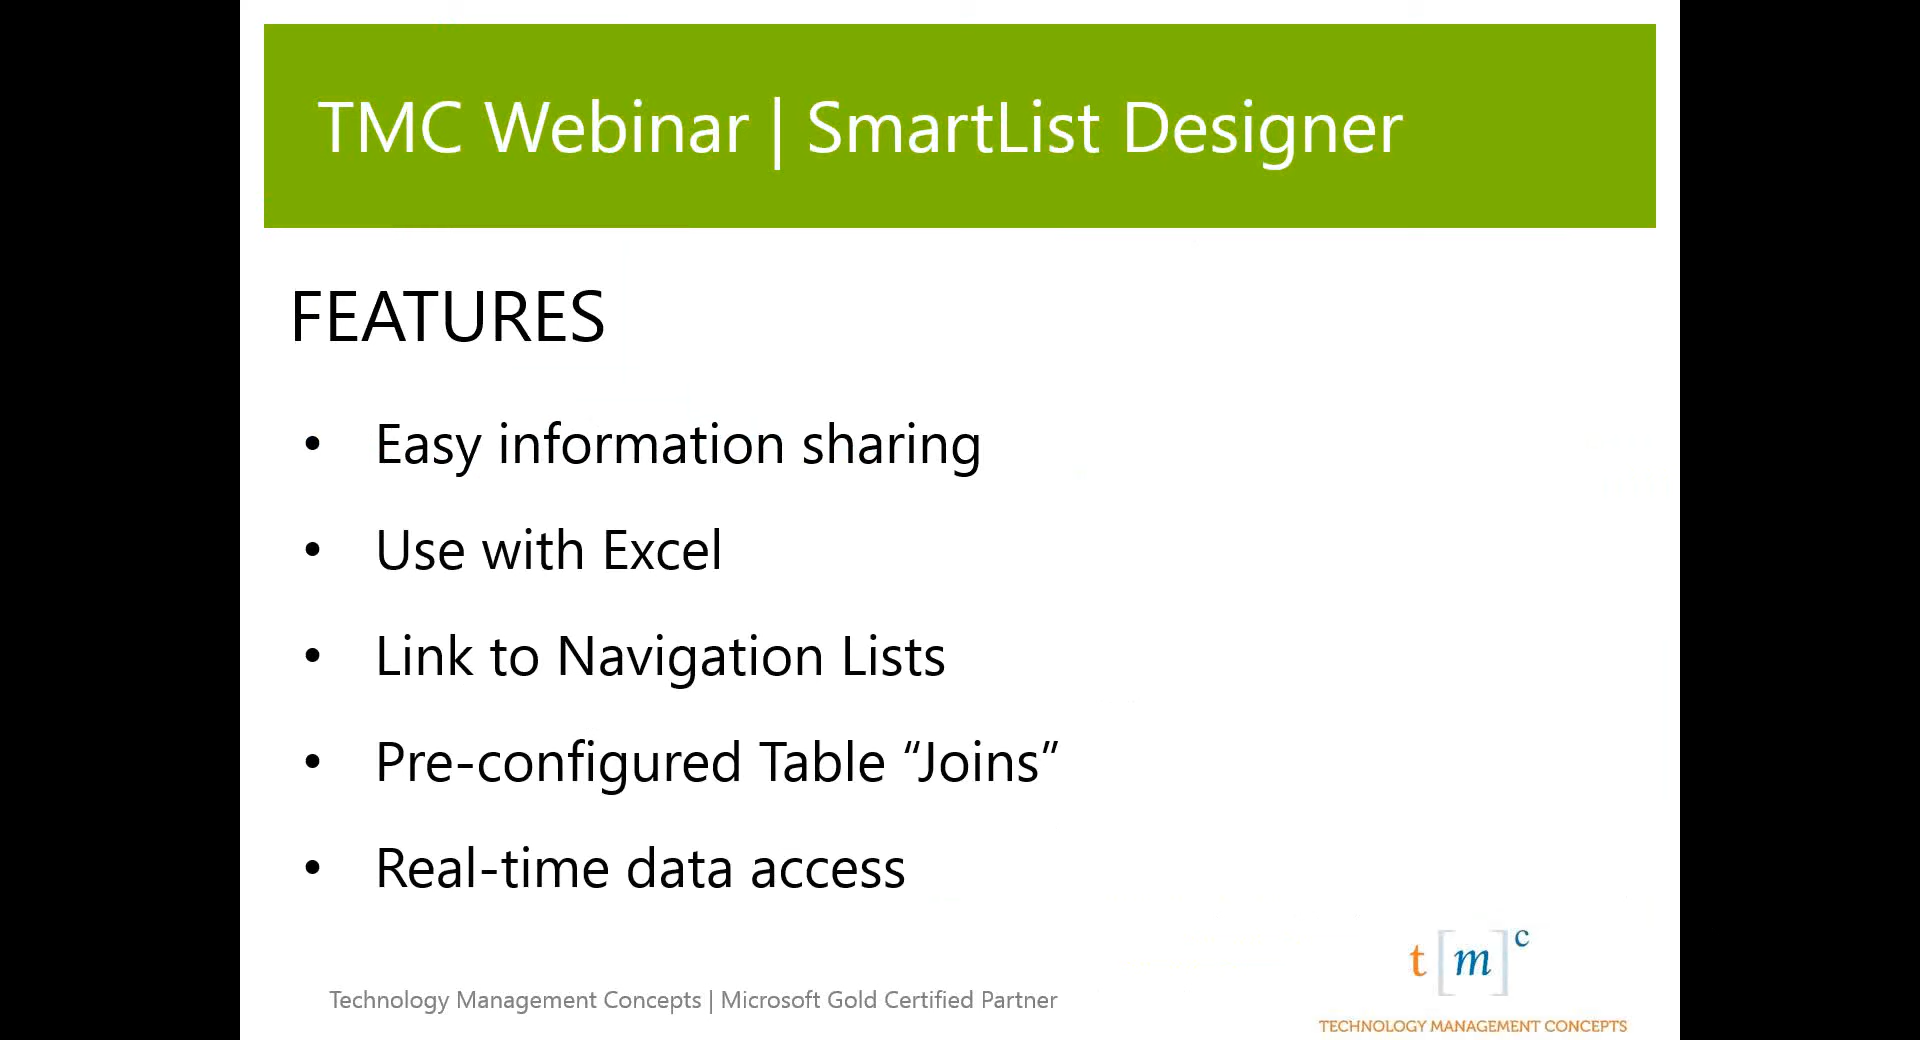 TMC Webinar | SmartList Designer
FEATURES
• Easy information sharing
• Use with Excel
• Link to Navigation Lists
• Pre-configured Table “Joins”
• Real-time data access
t[m]c
Technology Management Concepts | Microsoft Gold Certified Partner
TECHNOLOGY MANAGEMENT CONCEPTS